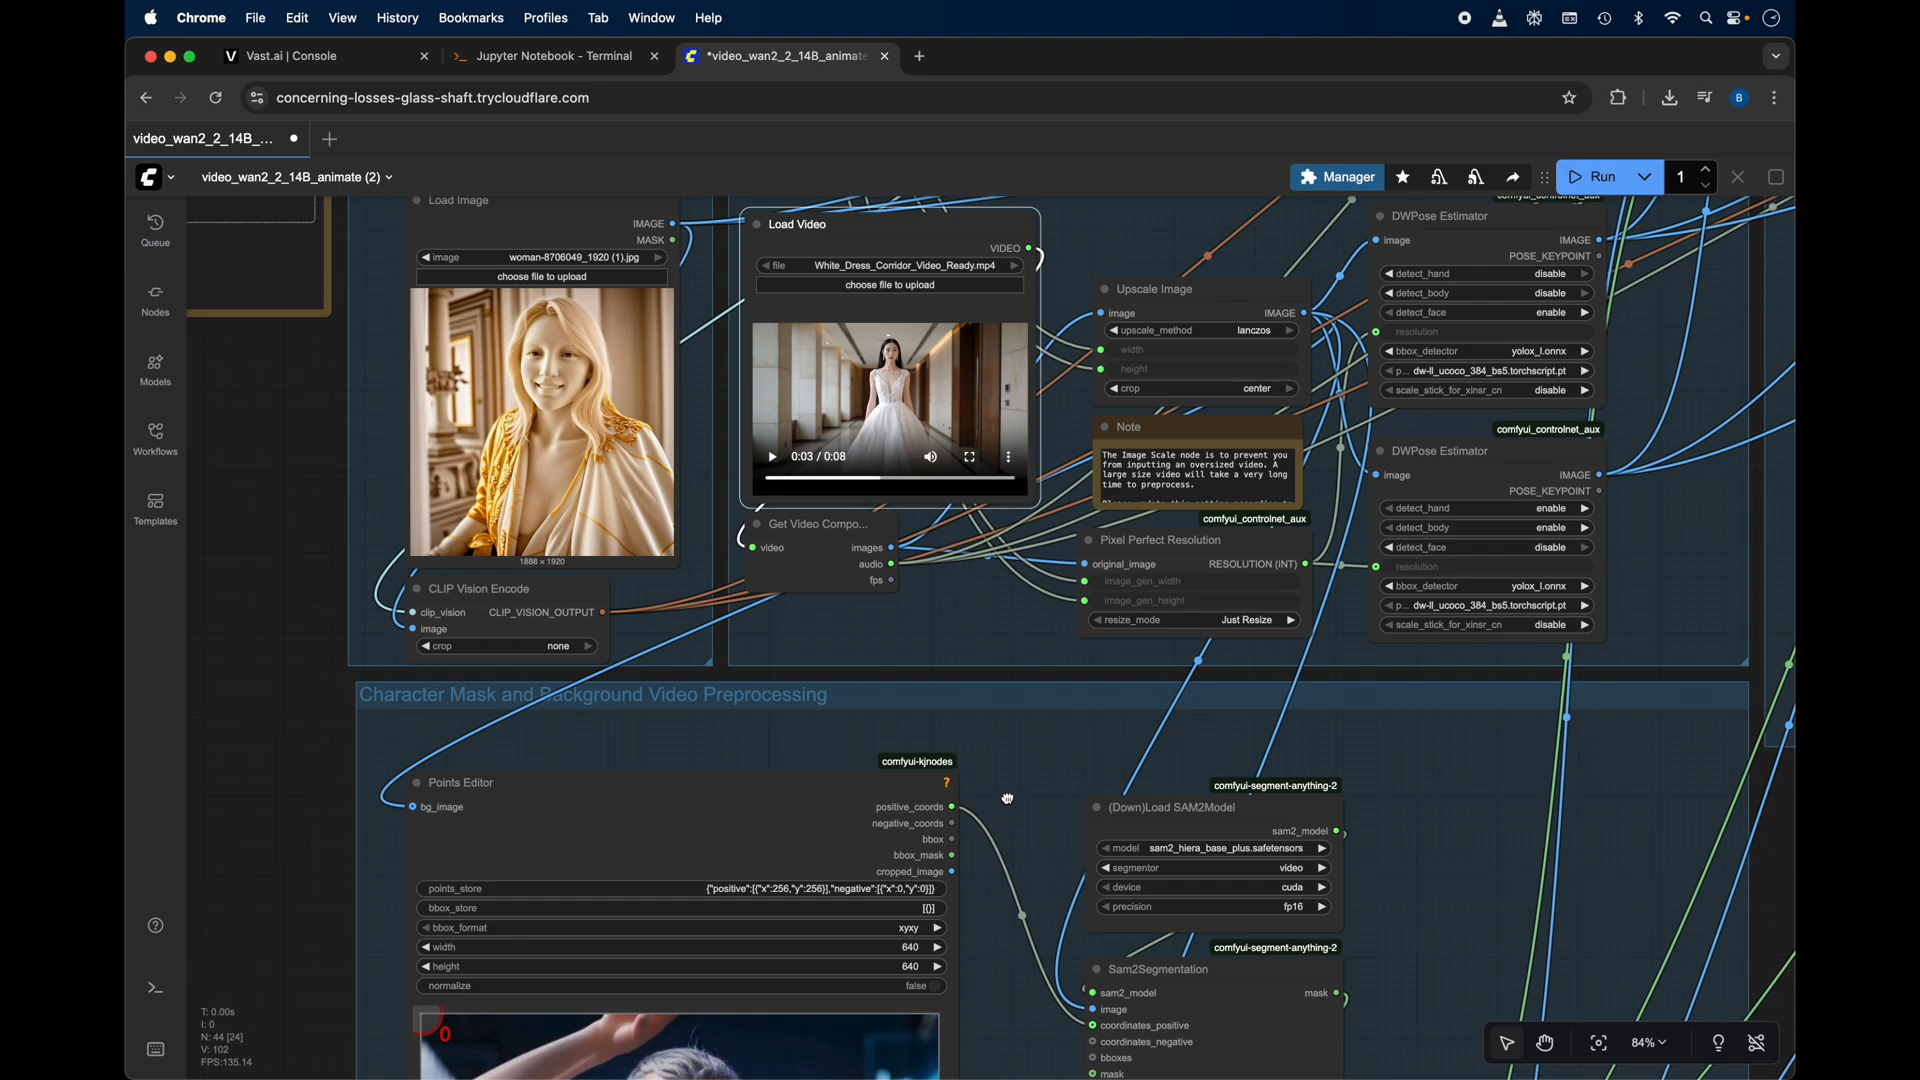 Chrome File Edit View History Bookmarks Profiles Tab Window Help
Vast.ai | Console
Jupyter Notebook - Terminal
*video_wan2_2_14B_animate
concerning-losses-glass-shaft.trycloudflare.com
B
video_wan2_2_14B_...
video_wan2_2_14B_animate (2)
Manager
Run
1
Queue
Nodes
Models
Workflows
Templates
Load Image
IMAGE
MASK
image woman-8706049_1920 (1).jpg
choose file to upload
1888 × 1920
CLIP Vision Encode
clip_vision CLIP_VISION_OUTPUT
image
crop none
Load Video
VIDEO
file White_Dress_Corridor_Video_Ready.mp4
choose file to upload
0:03 / 0:08
Get Video Compo...
video images
audio
fps
Upscale Image
image IMAGE
upscale_method lanczos
width
height
crop center
Note
The Image Scale node is to prevent you
from inputting an oversized video. A
large size video will take a very long
time to preprocess.
comfyui_controlnet_aux
Pixel Perfect Resolution
original_image RESOLUTION (INT)
image_gen_width
image_gen_height
resize_mode Just Resize
DWPose Estimator
image IMAGE
POSE_KEYPOINT
detect_hand disable
detect_body disable
detect_face enable
resolution
bbox_detector yolox_l.onnx
p... dw-ll_ucoco_384_bs5.torchscript.pt
scale_stick_for_xinsr_cn disable
comfyui_controlnet_aux
DWPose Estimator
image IMAGE
POSE_KEYPOINT
detect_hand enable
detect_body enable
detect_face disable
resolution
bbox_detector yolox_l.onnx
p... dw-ll_ucoco_384_bs5.torchscript.pt
scale_stick_for_xinsr_cn disable
Character Mask and Background Video Preprocessing
comfyui-kjnodes
Points Editor ?
bg_image positive_coords
negative_coords
bbox
bbox_mask
cropped_image
points_store {"positive":[{"x":256,"y":256}],"negative":[{"x":0,"y":0}]}
bbox_store [{}]
bbox_format xyxy
width 640
height 640
normalize false
0
comfyui-segment-anything-2
(Down)Load SAM2Model
sam2_model
model sam2_hiera_base_plus.safetensors
segmentor video
device cuda
precision fp16
comfyui-segment-anything-2
Sam2Segmentation
sam2_model mask
image
coordinates_positive
coordinates_negative
bboxes
mask
T: 0.00s
I: 0
N: 44 [24]
V: 102
FPS:135.14
84%